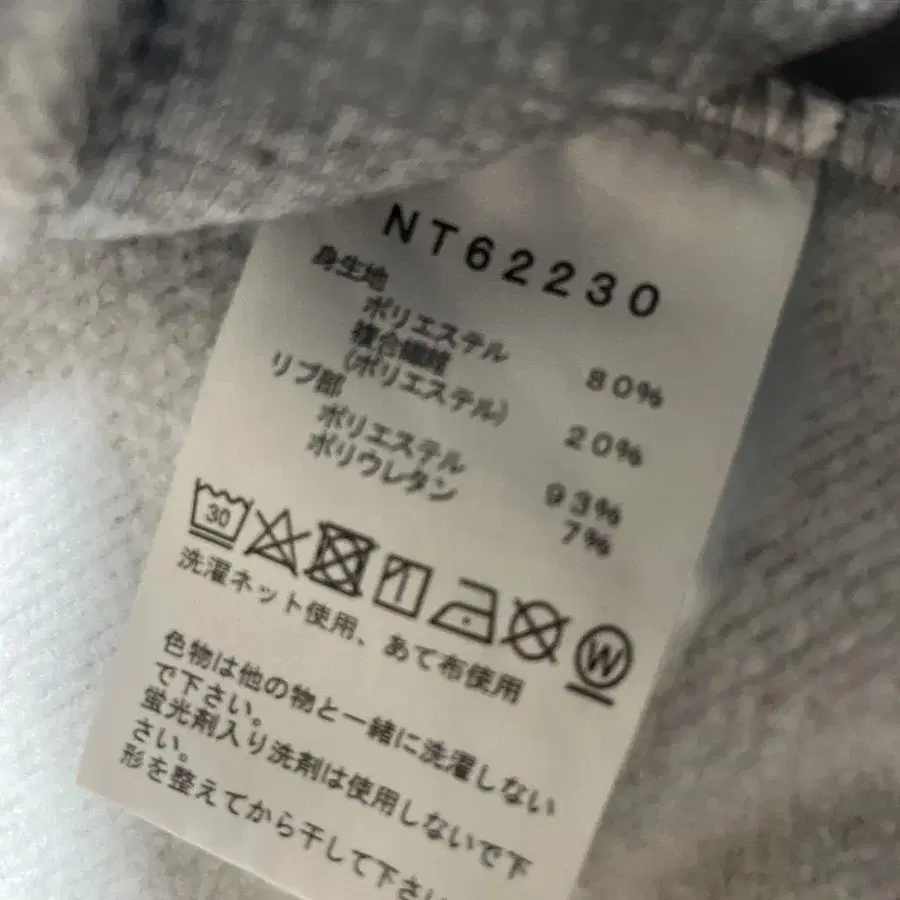 NT62230
身生地
ポリエステル 80%
複合繊維
(ポリエステル) 20%
リブ部
ポリエステル 93%
ポリウレタン 7%
30
W
洗濯ネット使用、あて布使用
色物は他の物と一緒に洗濯しない
で下さい。
蛍光剤入り洗剤は使用しないで下
さい。
形を整えてから干して下さい